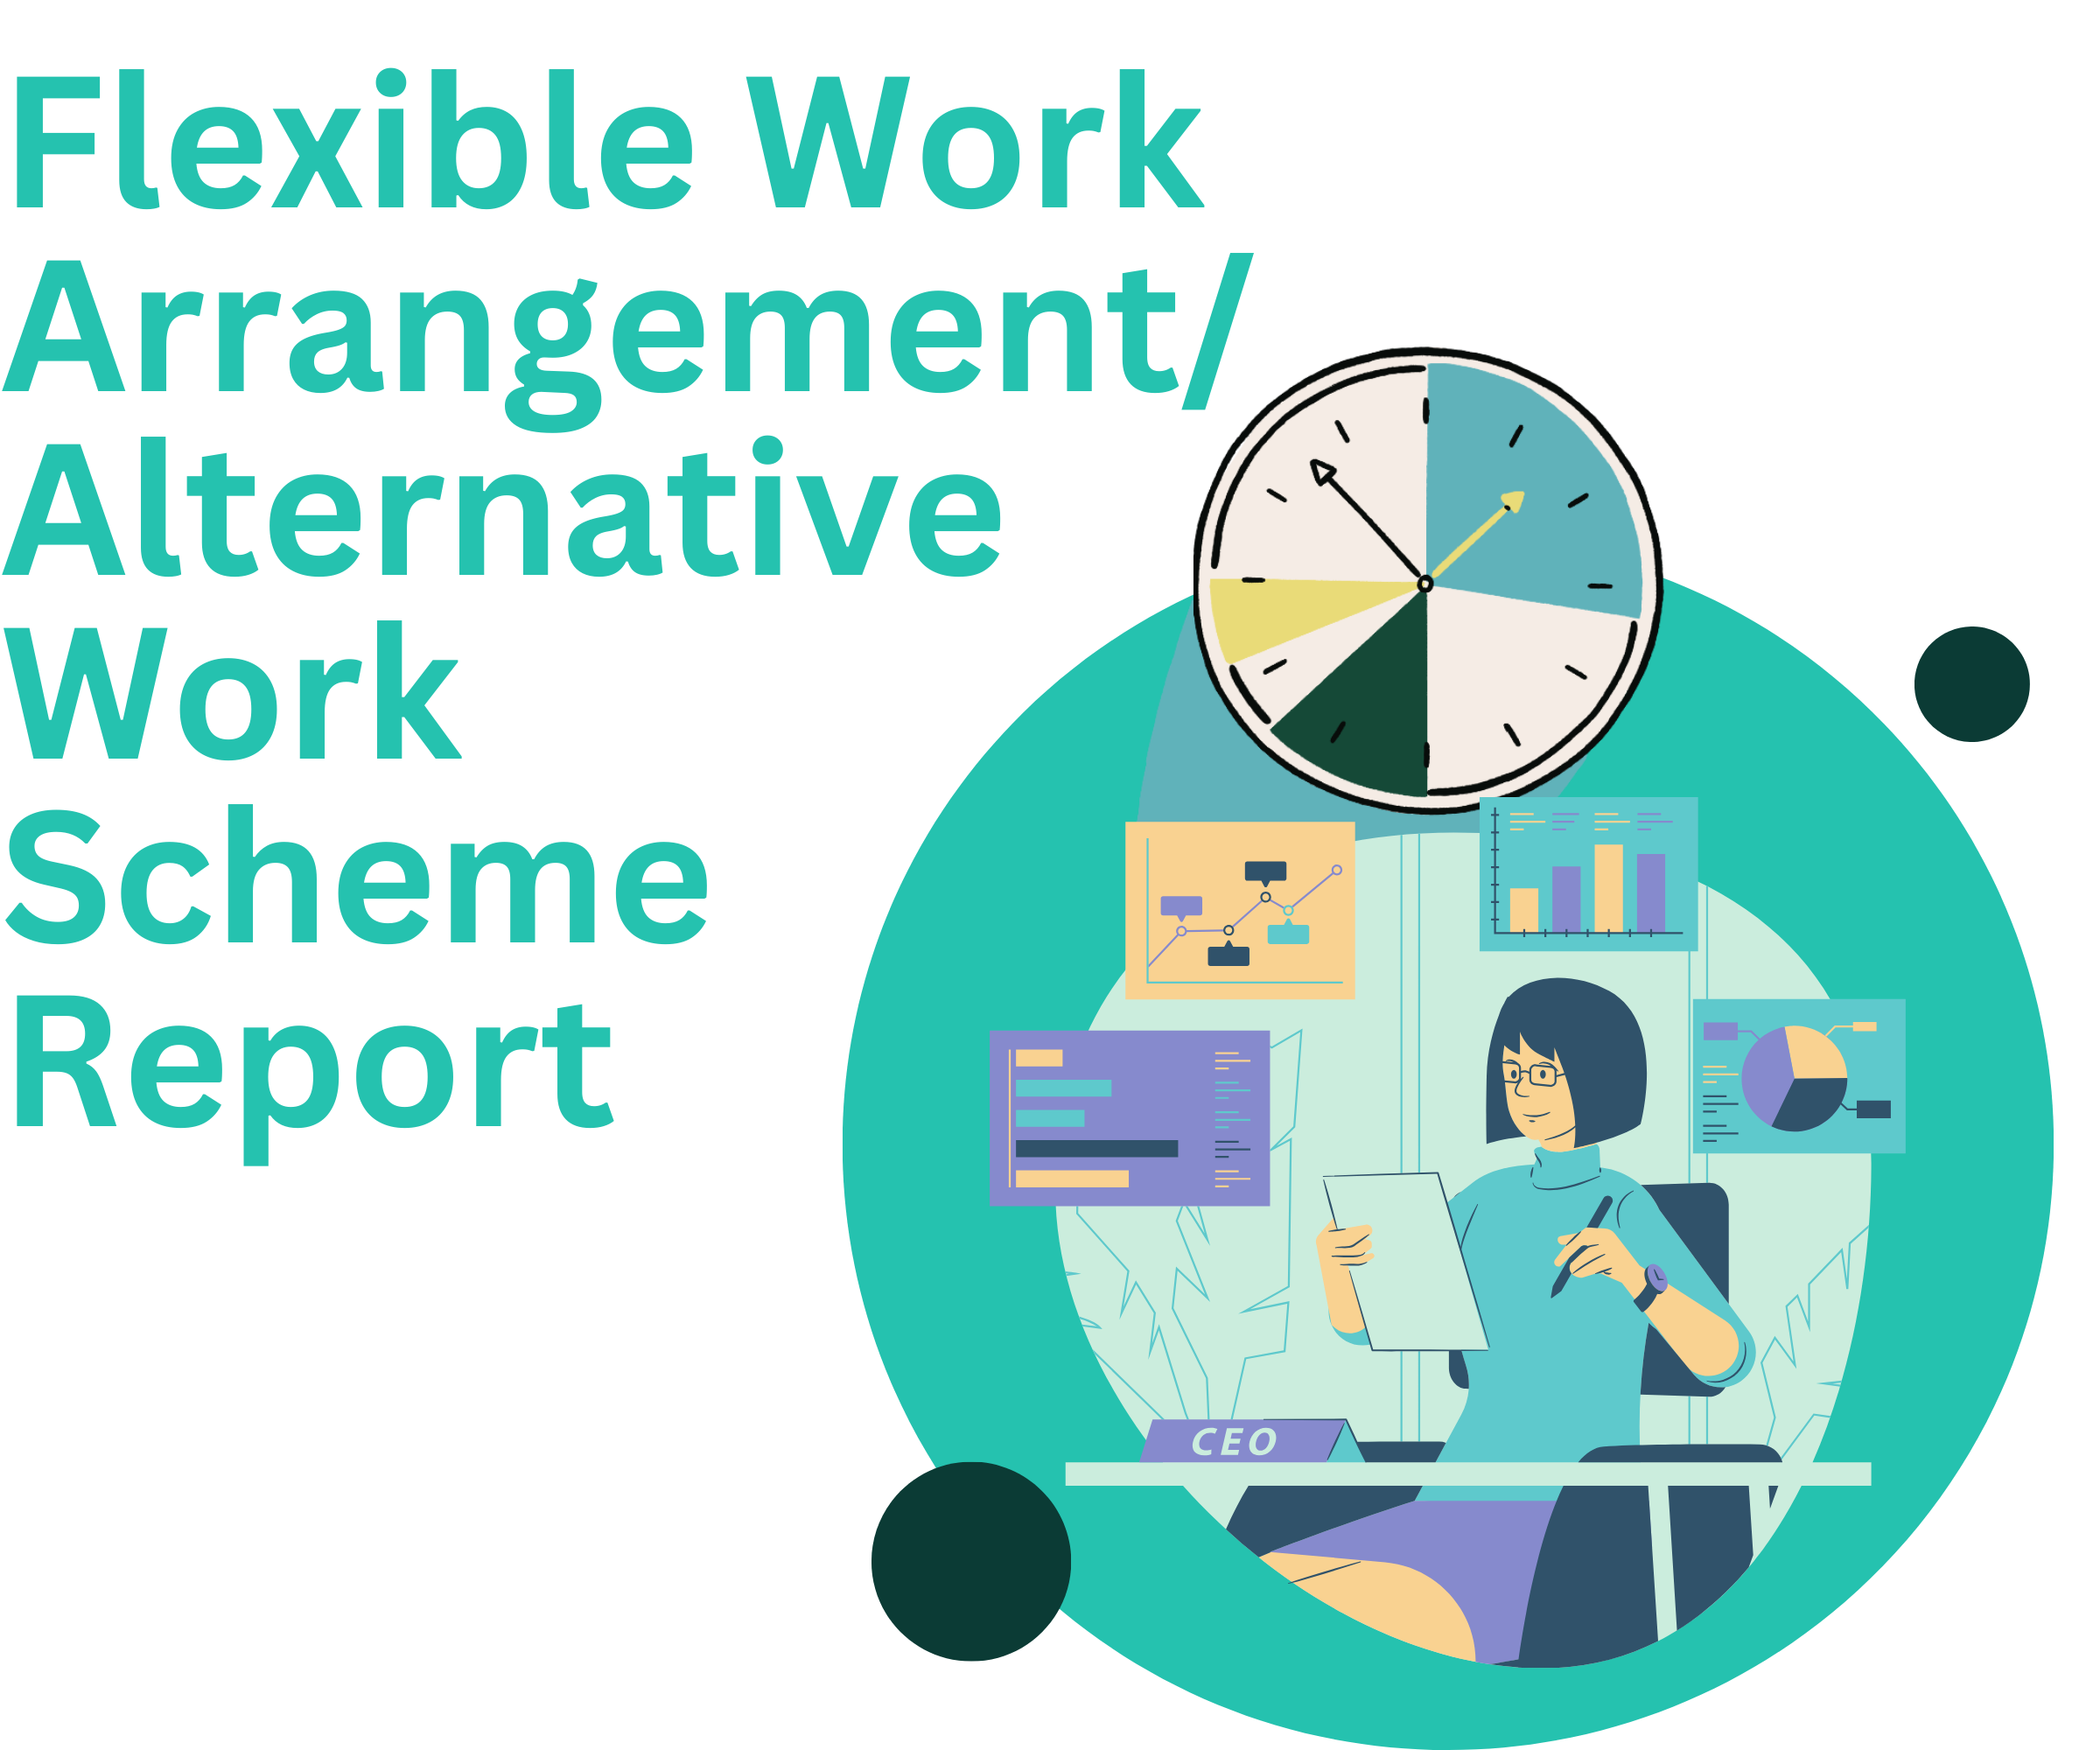 Flexible Work
Arrangement/
Alternative
Work
Scheme
Report
CEO